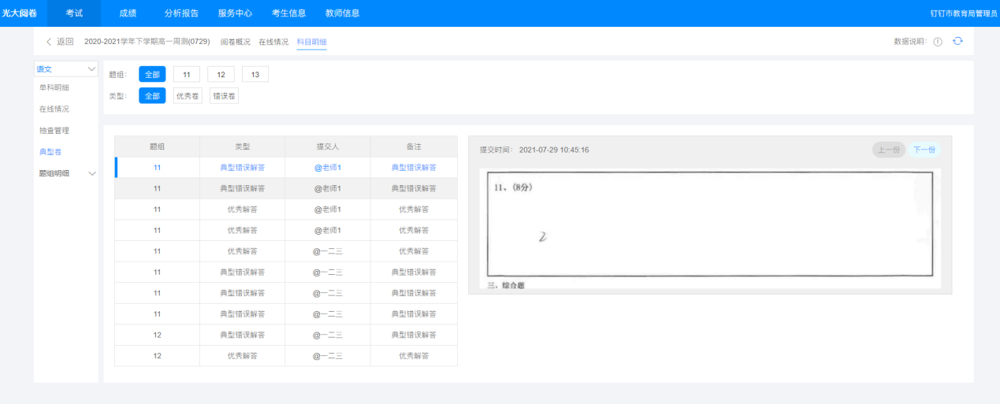 光大阅卷 考试 成绩 分析报告 服务中心 考生信息 教师信息 钉钉市教育局管理员
返回 2020-2021学年下学期高一周测(0729) 阅卷概况 在线情况 科目明细 数据说明:
语文
单科明细
在线情况
抽查管理
典型卷
题组明细
题组: 全部 11 12 13
类型: 全部 优秀卷 错误卷
题组 类型 提交人 备注
11 典型错误解答 @老师1 典型错误解答
11 典型错误解答 @老师1 典型错误解答
11 优秀解答 @老师1 优秀解答
11 优秀解答 @老师1 优秀解答
11 优秀解答 @一二三 优秀解答
11 典型错误解答 @一二三 典型错误解答
11 典型错误解答 @一二三 典型错误解答
11 典型错误解答 @一二三 典型错误解答
12 典型错误解答 @一二三 典型错误解答
12 优秀解答 @一二三 优秀解答
提交时间: 2021-07-29 10:45:16 上一份 下一份
11、(8分)
2
三、综合题